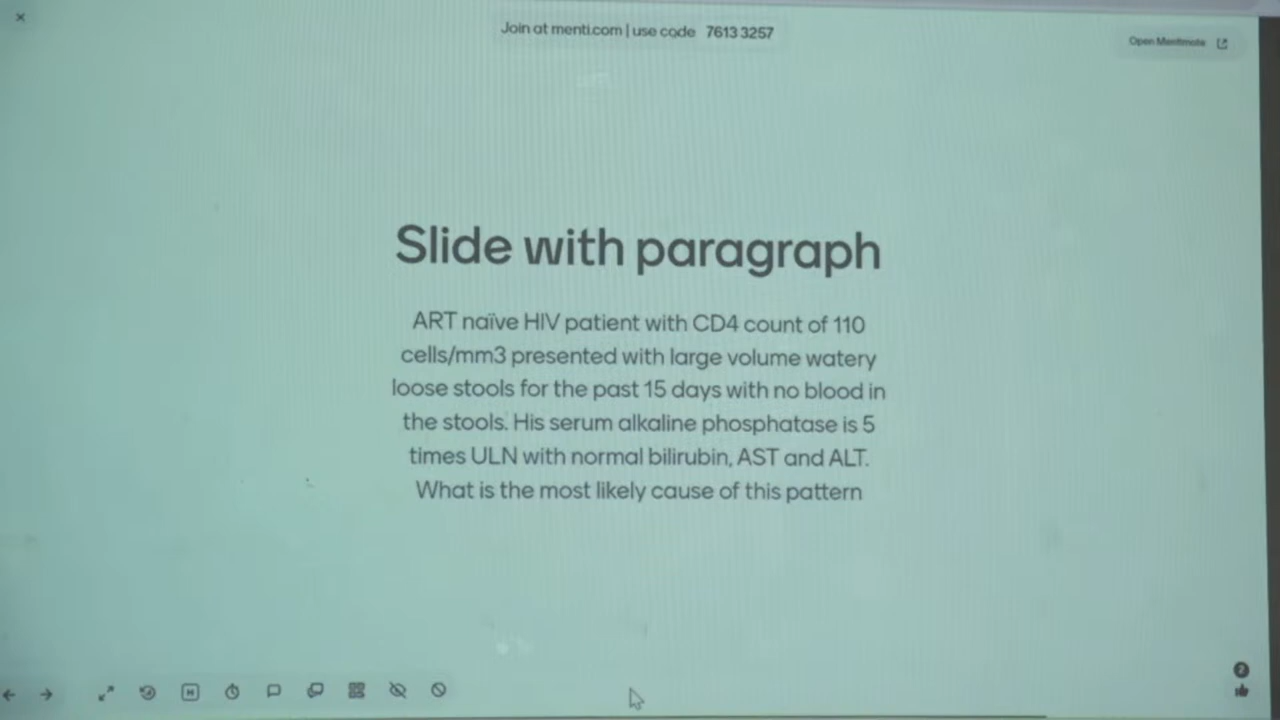 Join at menti.com | use code 7613 3257
Open Mentimote
Slide with paragraph
ART naïve HIV patient with CD4 count of 110
cells/mm3 presented with large volume watery
loose stools for the past 15 days with no blood in
the stools. His serum alkaline phosphatase is 5
times ULN with normal bilirubin, AST and ALT.
What is the most likely cause of this pattern
2